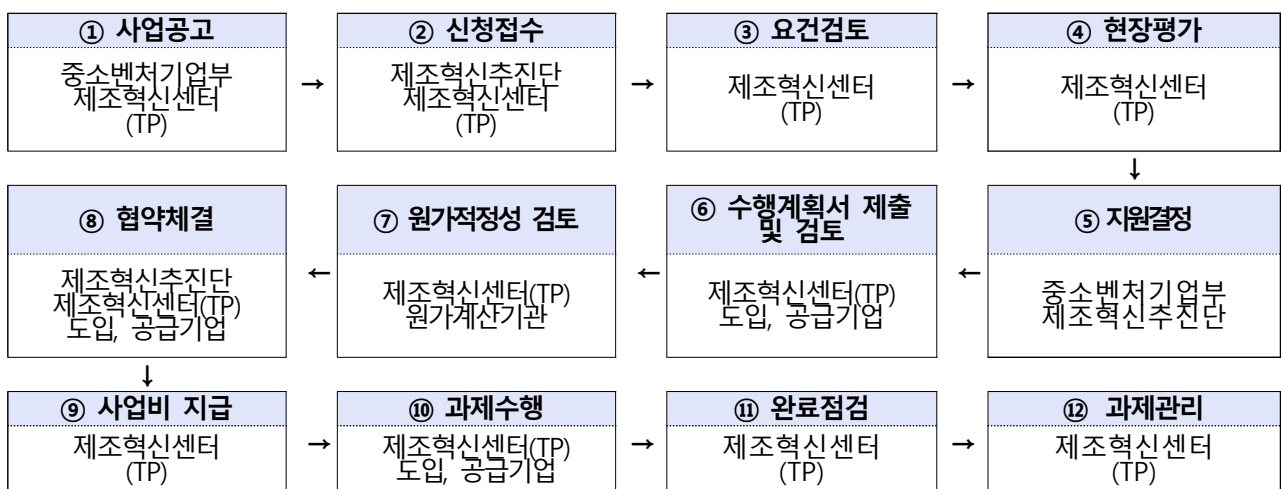 ① 사업공고
중소벤처기업부
제조혁신센터
(TP)
→
② 신청접수
제조혁신추진단
제조혁신센터
(TP)
→
③ 요건검토
제조혁신센터
(TP)
→
④ 현장평가
제조혁신센터
(TP)
↓
⑤ 지원결정
중소벤처기업부
제조혁신추진단
←
⑥ 수행계획서 제출
및 검토
제조혁신센터(TP)
도입, 공급기업
←
⑦ 원가적정성 검토
제조혁신센터(TP)
원가계산기관
←
⑧ 협약체결
제조혁신추진단
제조혁신센터(TP)
도입, 공급기업
↓
⑨ 사업비 지급
제조혁신센터
(TP)
→
⑩ 과제수행
제조혁신센터(TP)
도입, 공급기업
→
⑪ 완료점검
제조혁신센터
(TP)
→
⑫ 과제관리
제조혁신센터
(TP)